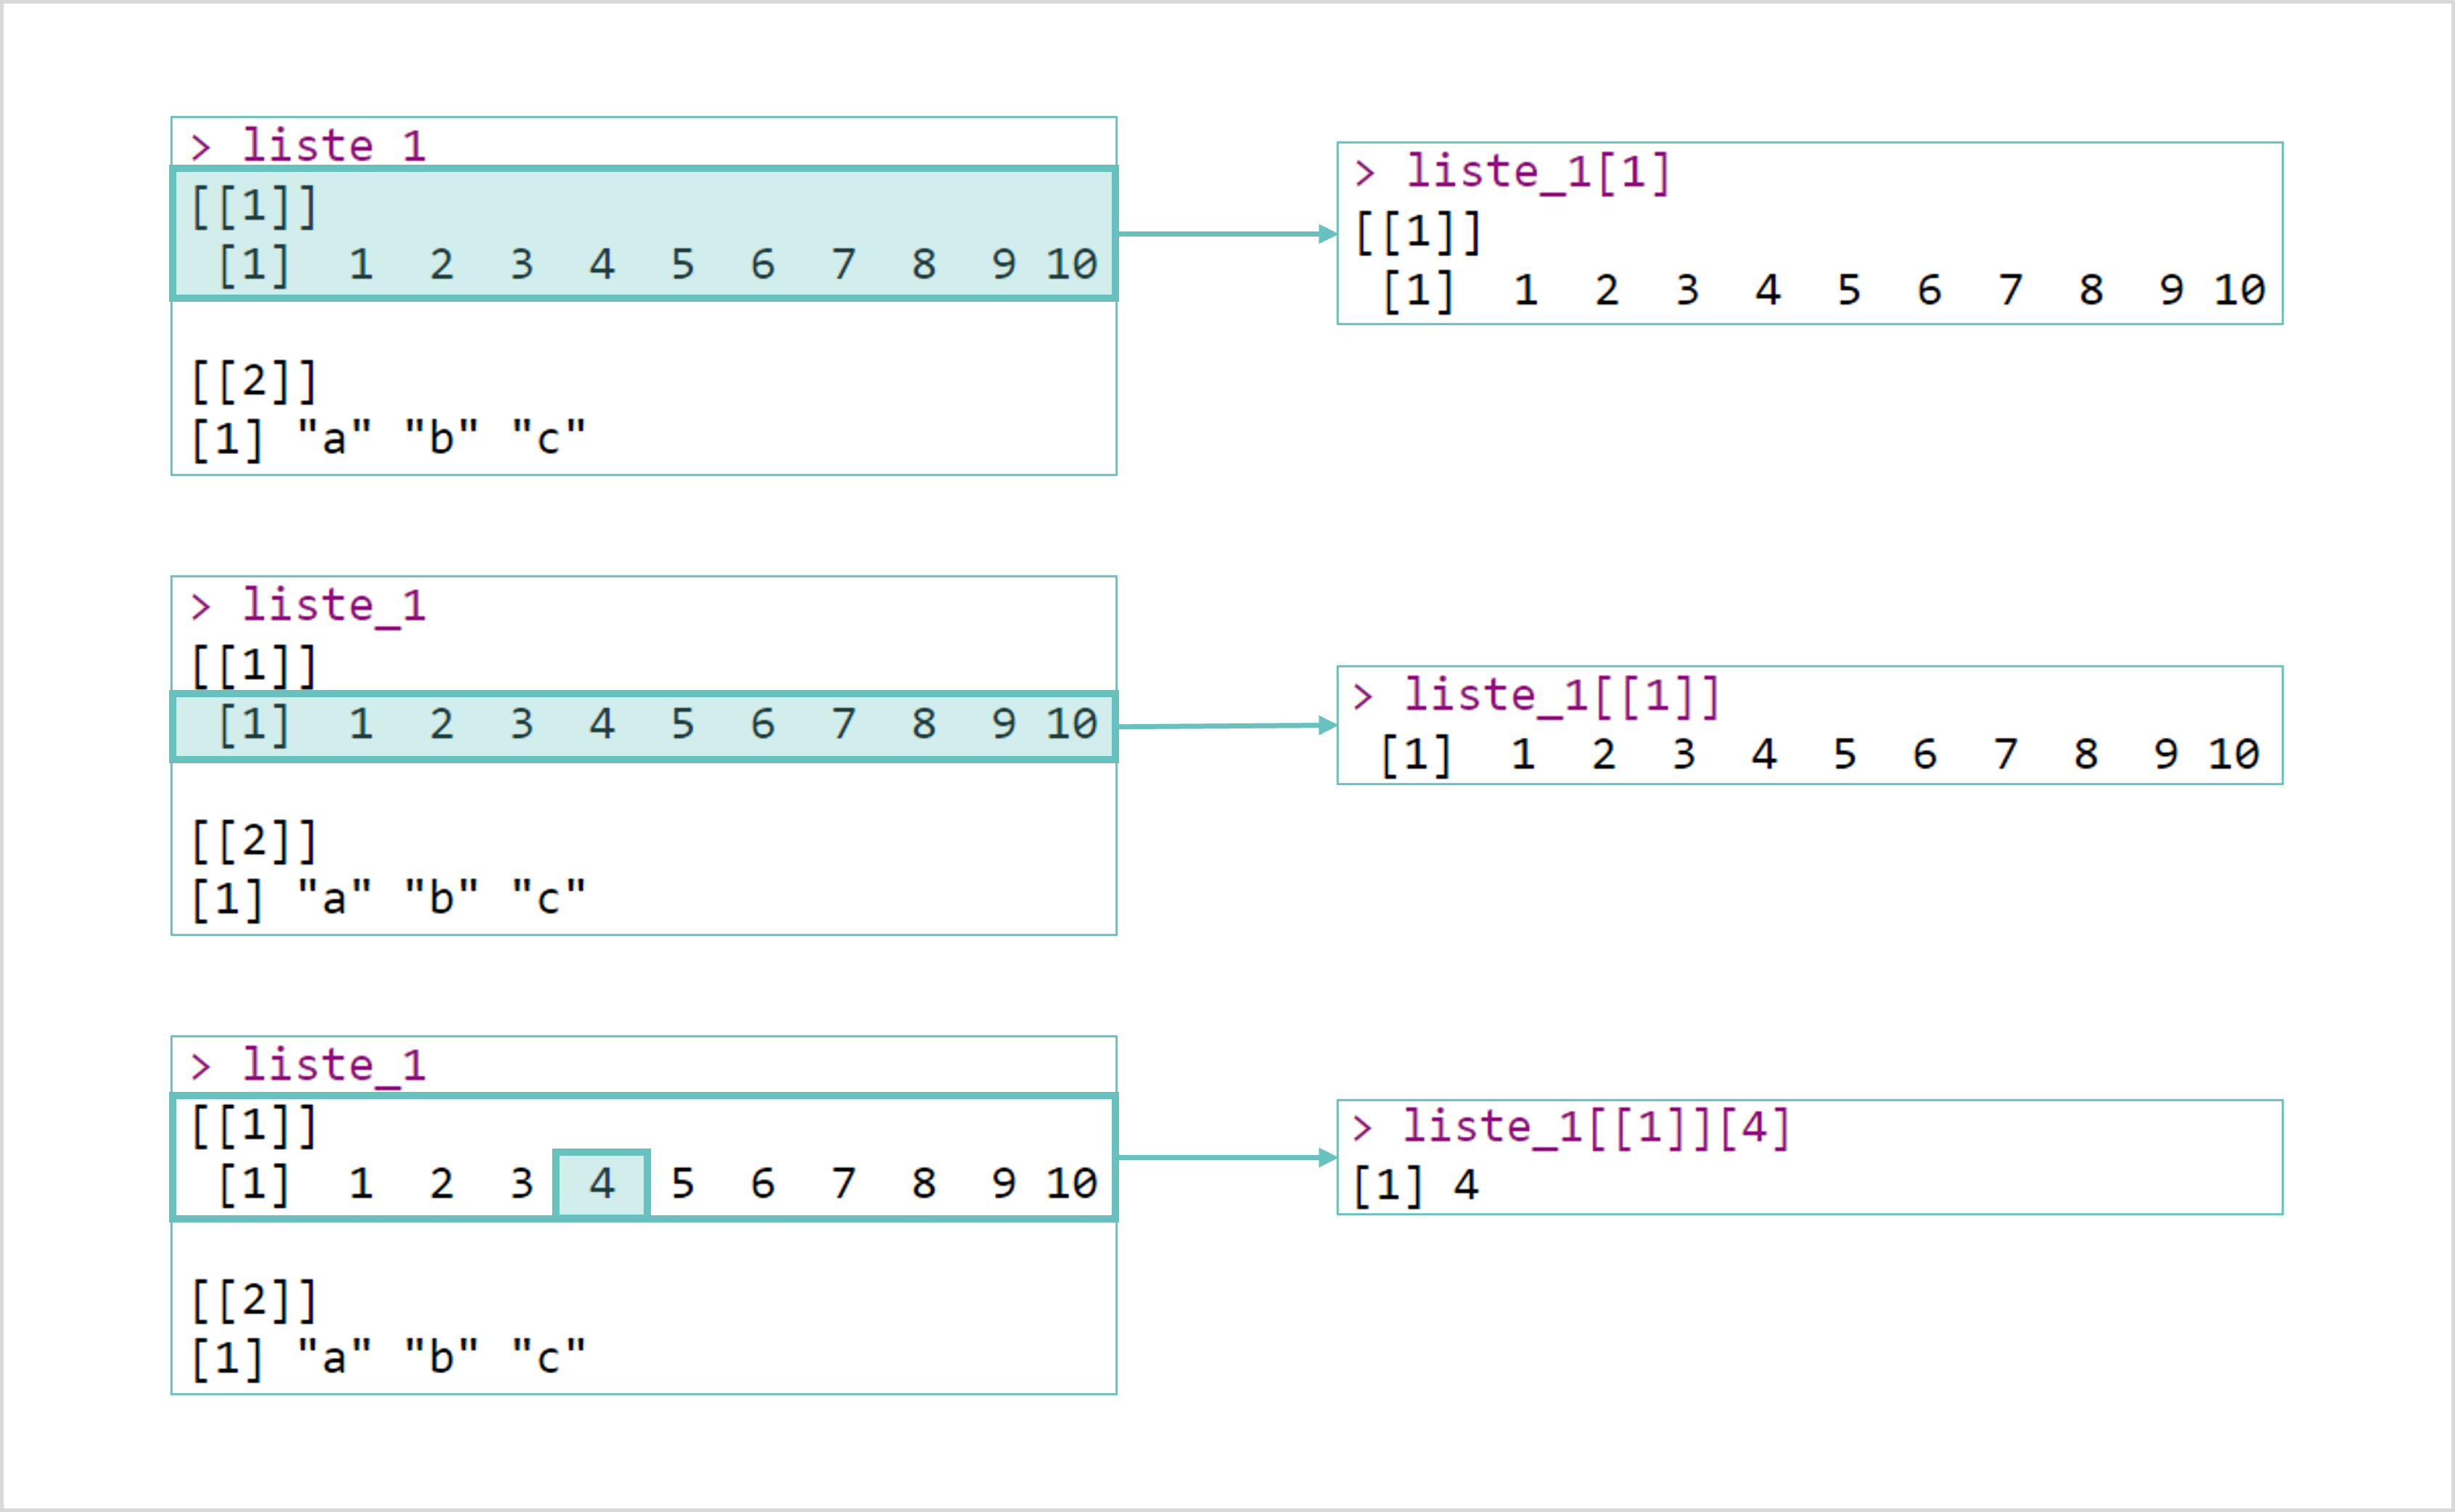 > liste 1
[[1]]
[1] 1 2 3 4 5 6 7 8 9 10
[[2]]
[1] "a" "b" "c"
> liste_1[1]
[[1]]
[1] 1 2 3 4 5 6 7 8 9 10
> liste_1
[[1]]
[1] 1 2 3 4 5 6 7 8 9 10
[[2]]
[1] "a" "b" "c"
> liste_1[[1]]
[1] 1 2 3 4 5 6 7 8 9 10
> liste_1
[[1]]
[1] 1 2 3 4 5 6 7 8 9 10
[[2]]
[1] "a" "b" "c"
> liste_1[[1]][4]
[1] 4